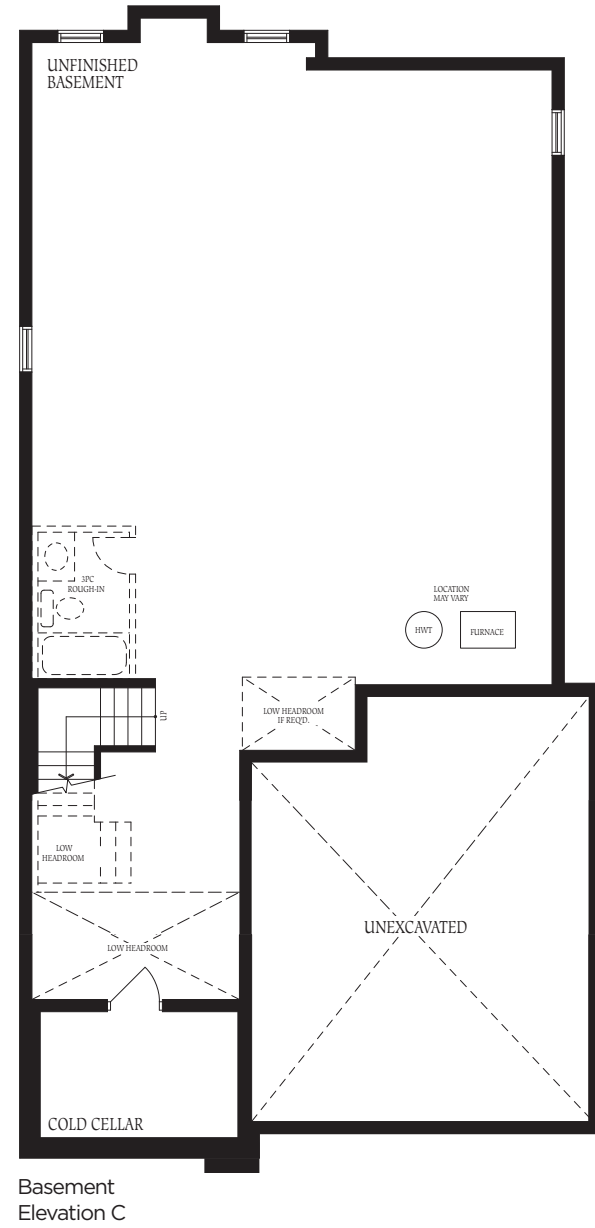 UNFINISHED
BASEMENT
3PC
ROUGH-IN
LOCATION
MAY VARY
HWT
FURNACE
UP
LOW HEADROOM
IF REQ'D.
LOW
HEADROOM
LOW HEADROOM
UNEXCAVATED
COLD CELLAR
Basement
Elevation C